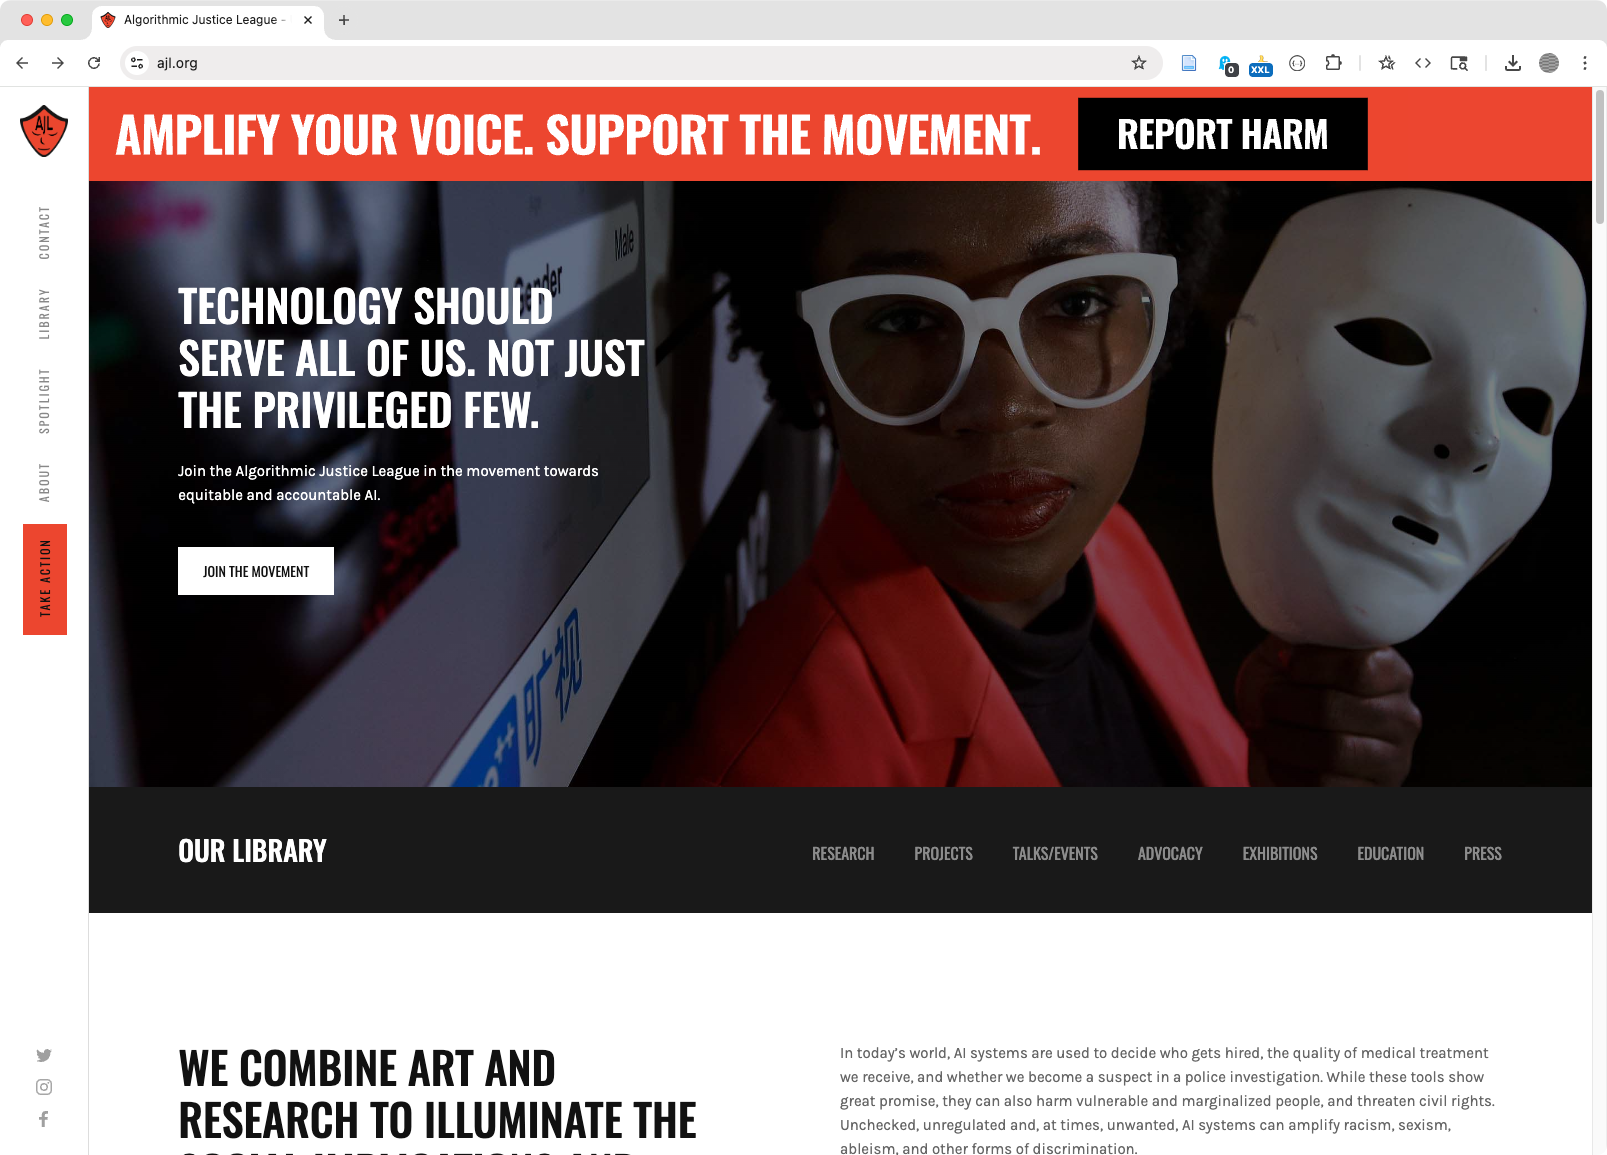 Algorithmic Justice League -
ajl.org
0
XXL
AJL
AMPLIFY YOUR VOICE. SUPPORT THE MOVEMENT.
REPORT HARM
CONTACT
LIBRARY
SPOTLIGHT
ABOUT
TAKE ACTION
Age
Male
Gender
TECHNOLOGY SHOULD
SERVE ALL OF US. NOT JUST
THE PRIVILEGED FEW.
Join the Algorithmic Justice League in the movement towards
equitable and accountable AI.
JOIN THE MOVEMENT
++
旷视
OUR LIBRARY
RESEARCH
PROJECTS
TALKS/EVENTS
ADVOCACY
EXHIBITIONS
EDUCATION
PRESS
WE COMBINE ART AND
RESEARCH TO ILLUMINATE THE
In today's world, AI systems are used to decide who gets hired, the quality of medical treatment
we receive, and whether we become a suspect in a police investigation. While these tools show
great promise, they can also harm vulnerable and marginalized people, and threaten civil rights.
Unchecked, unregulated and, at times, unwanted, AI systems can amplify racism, sexism,
ableism, and other forms of discrimination.